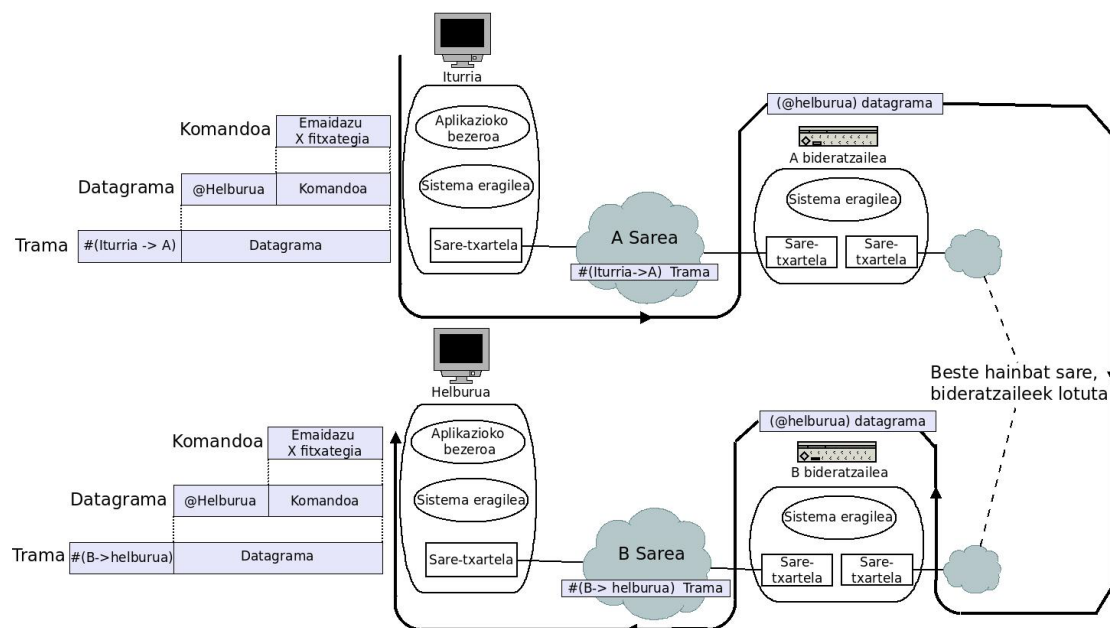 Iturria
Aplikazioko
bezeroa
Sistema eragilea
Sare-txartela
Komandoa
Emaidazu
X fitxategia
Datagrama
@Helburua
Komandoa
Trama
#(Iturria -> A)
Datagrama
A Sarea
#(Iturria->A) Trama
(@helburua) datagrama
A bideratzailea
Sistema eragilea
Sare-
txartela
Sare-
txartela
Beste hainbat sare,
bideratzaileek lotuta
Helburua
Aplikazioko
bezeroa
Sistema eragilea
Sare-txartela
Komandoa
Emaidazu
X fitxategia
Datagrama
@Helburua
Komandoa
Trama
#(B->helburua)
Datagrama
B Sarea
#(B-> helburua) Trama
(@helburua) datagrama
B bideratzailea
Sistema eragilea
Sare-
txartela
Sare-
txartela